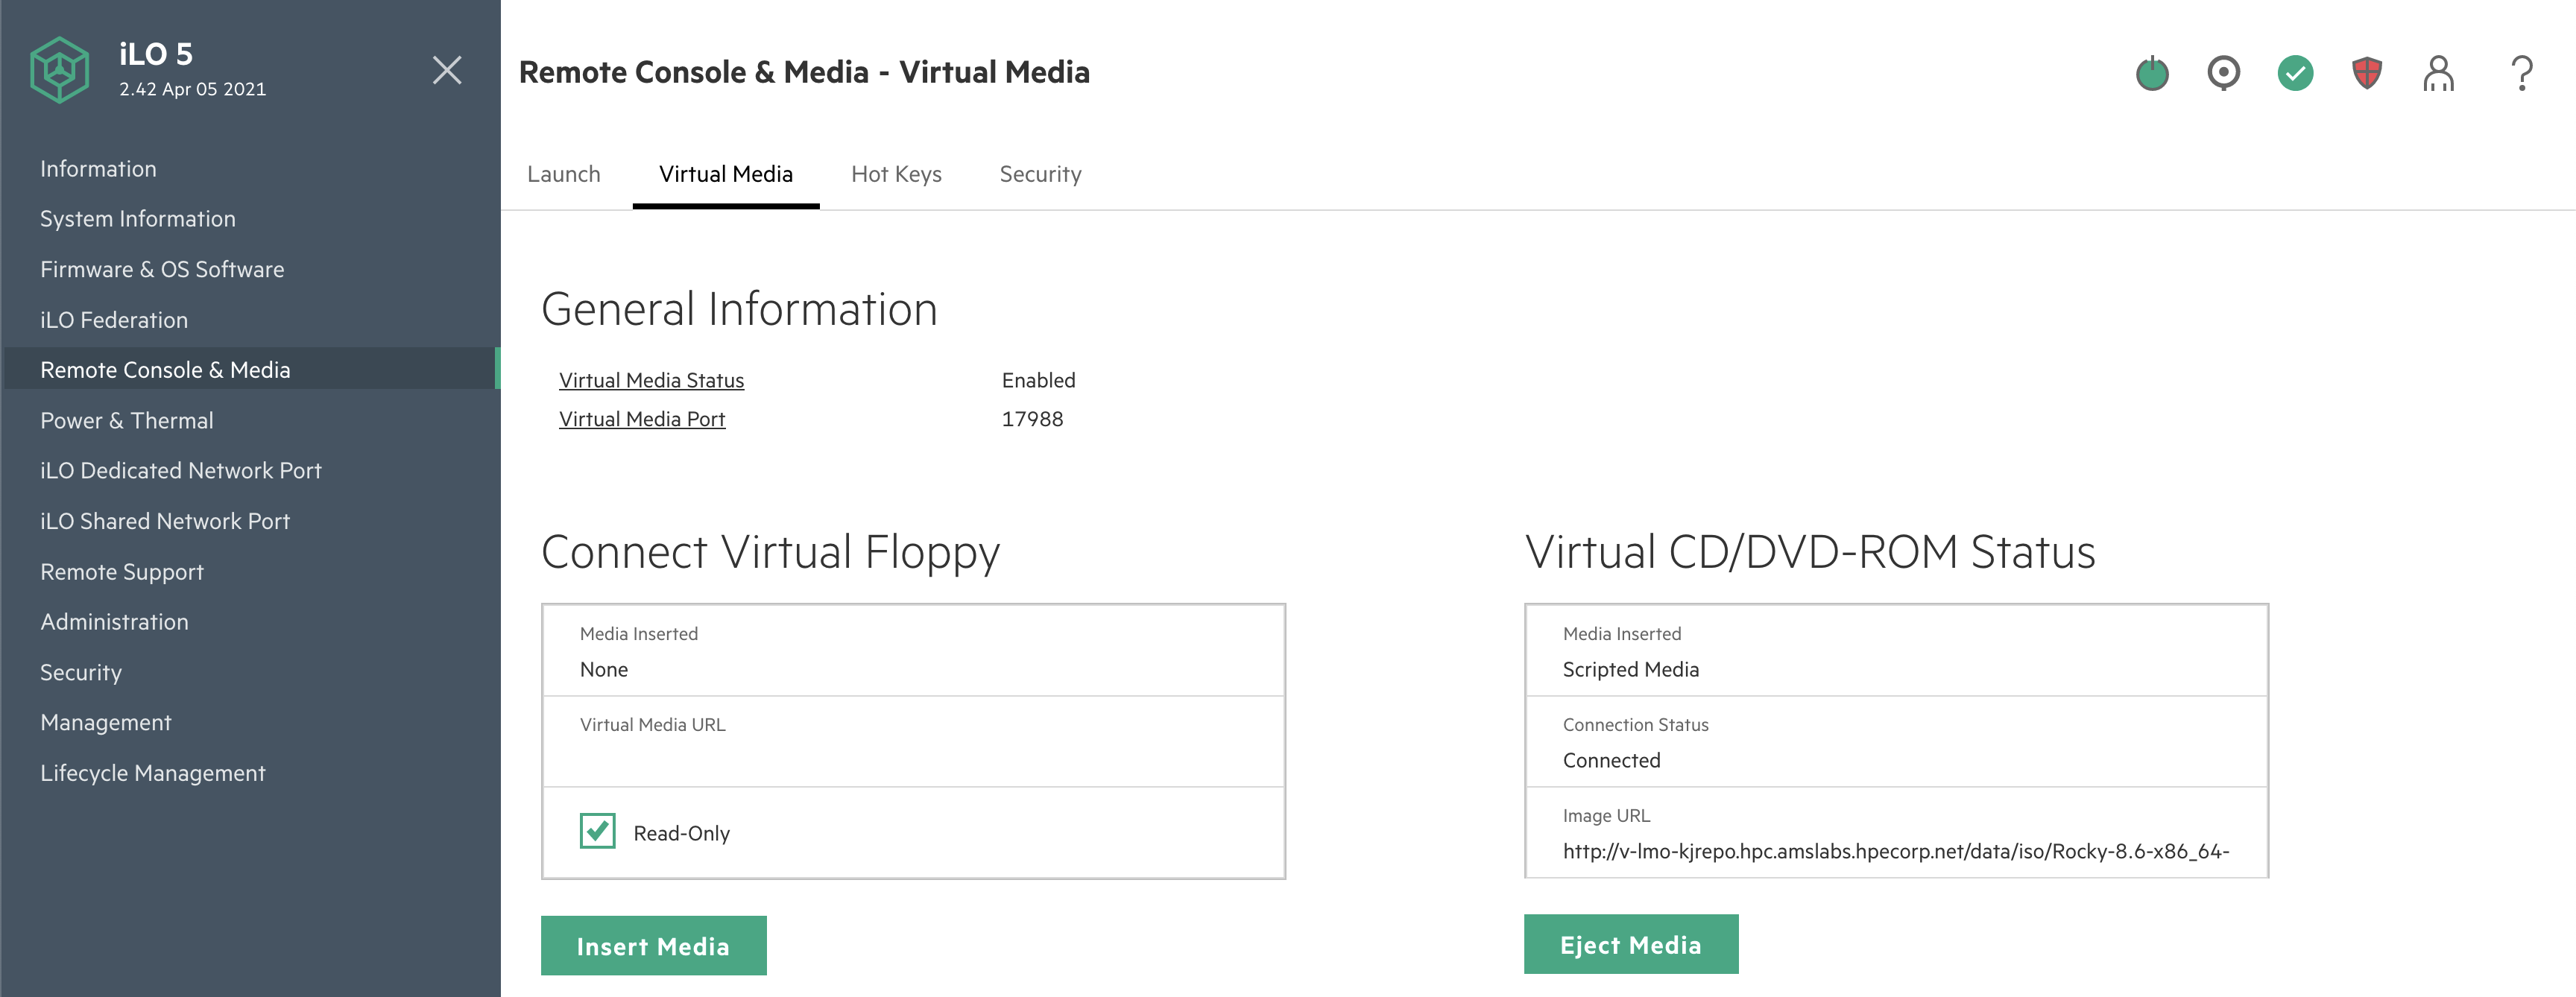 iLO 5
2.42 Apr 05 2021
Information
System Information
Firmware & OS Software
iLO Federation
Remote Console & Media
Power & Thermal
iLO Dedicated Network Port
iLO Shared Network Port
Remote Support
Administration
Security
Management
Lifecycle Management
Remote Console & Media - Virtual Media
Launch
Virtual Media
Hot Keys
Security
General Information
Virtual Media Status
Enabled
Virtual Media Port
17988
Connect Virtual Floppy
Media Inserted
None
Virtual Media URL
Read-Only
Insert Media
Virtual CD/DVD-ROM Status
Media Inserted
Scripted Media
Connection Status
Connected
Image URL
http://v-lmo-kjrepo.hpc.amslabs.hpecorp.net/data/iso/Rocky-8.6-x86_64-
Eject Media